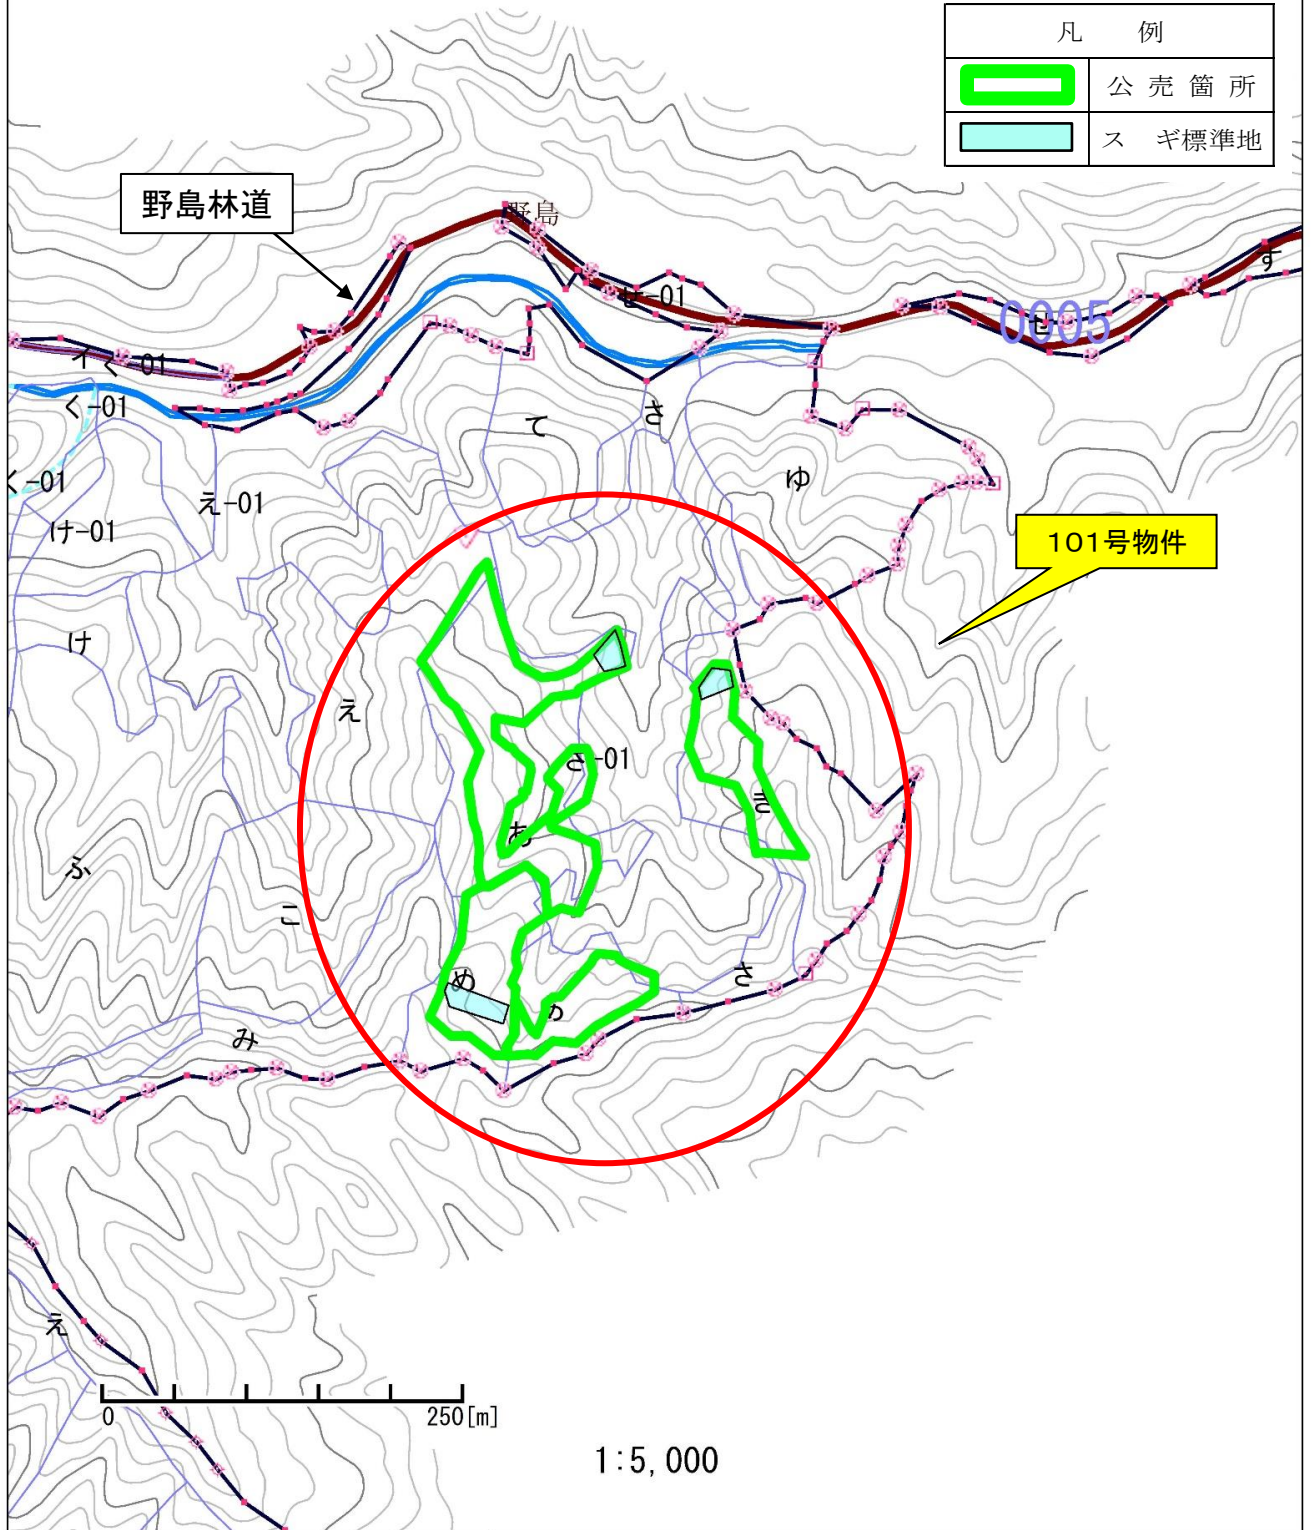 凡　例
公売箇所
スギ標準地
野島林道
野島
す
せ-01
せ
0005
イ
く-01
く-01
く-01
て
さ
ゆ
え-01
け-01
101号物件
け
え
さ-01
あ
ふ
こ
め
さ
み
え
0
250[m]
1:5,000